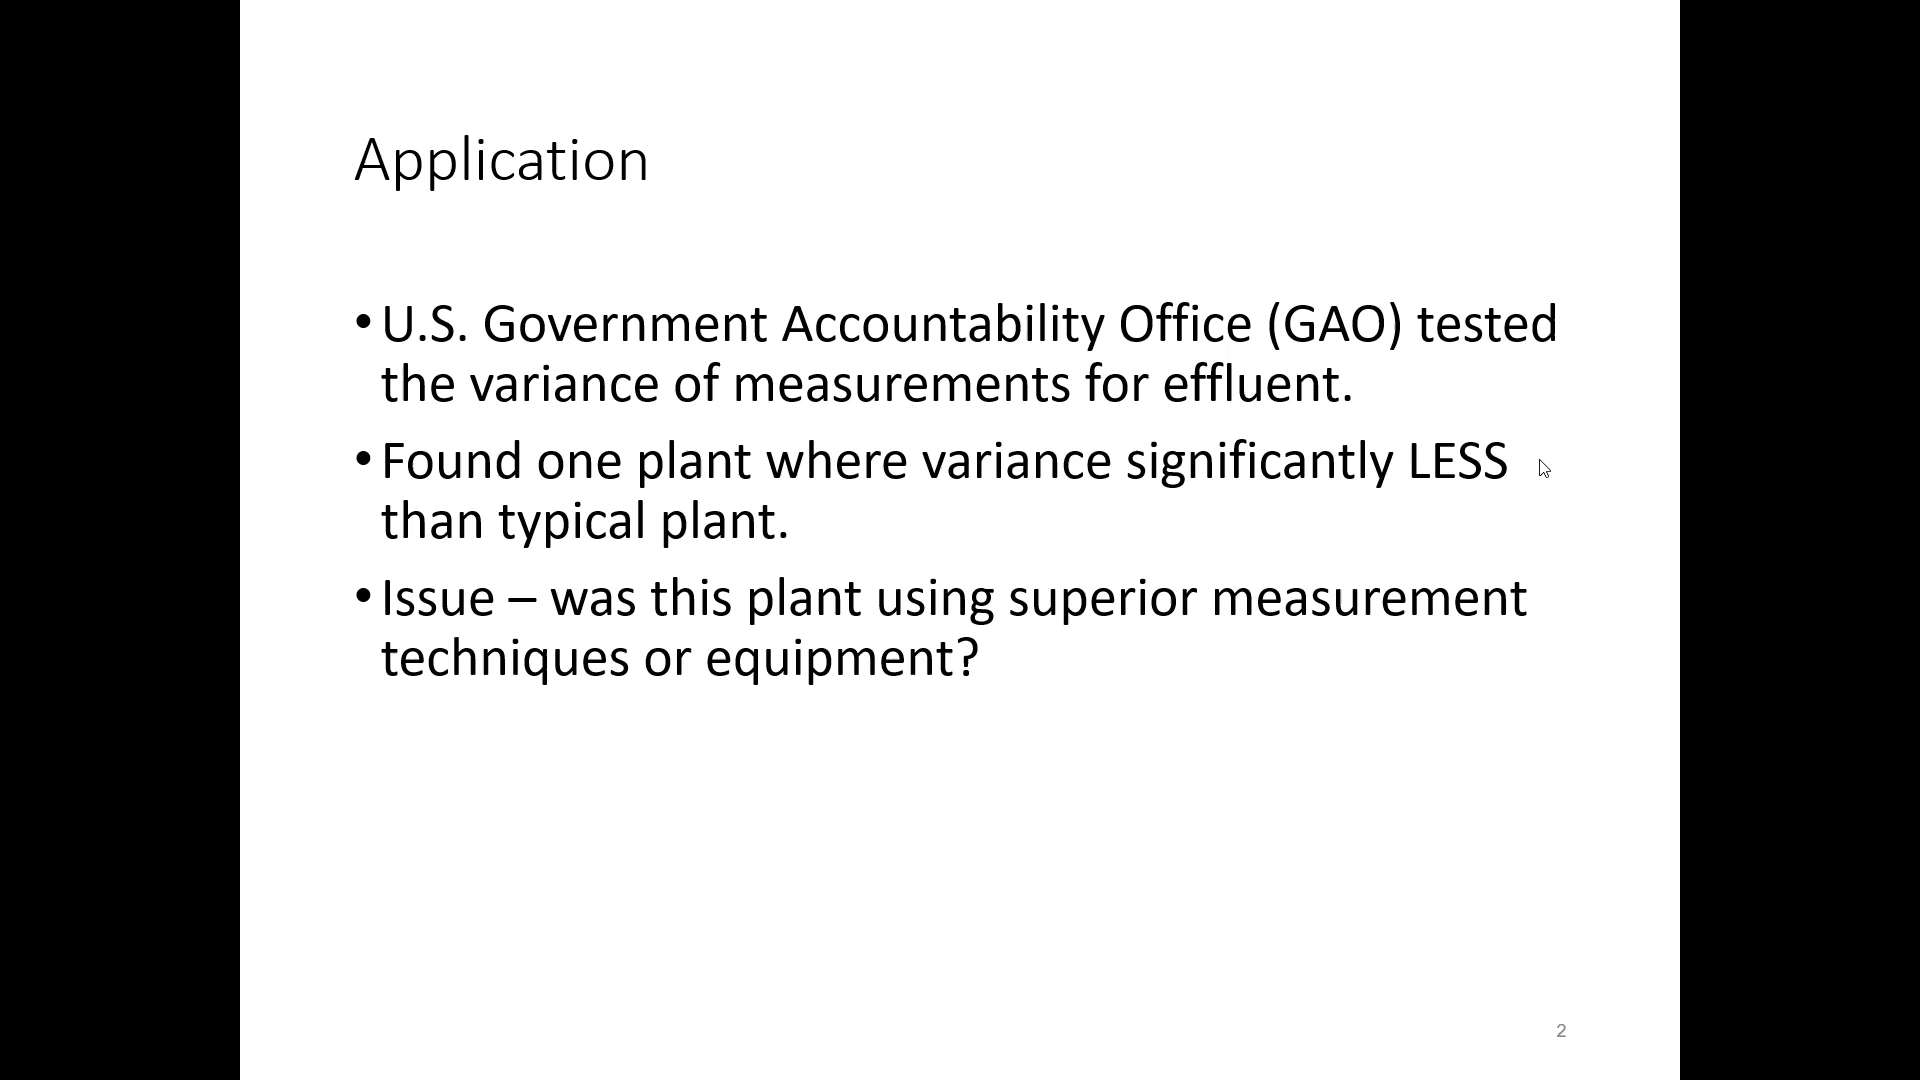 Application
•U.S. Government Accountability Office (GAO) tested
the variance of measurements for effluent.
•Found one plant where variance significantly LESS
than typical plant.
•Issue – was this plant using superior measurement
techniques or equipment?
2